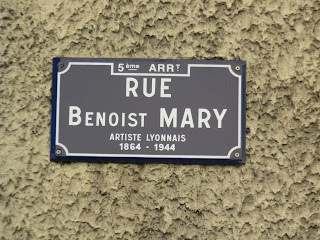 5ème ARRT
RUE
BENOIST MARY
ARTISTE LYONNAIS
1864 - 1944